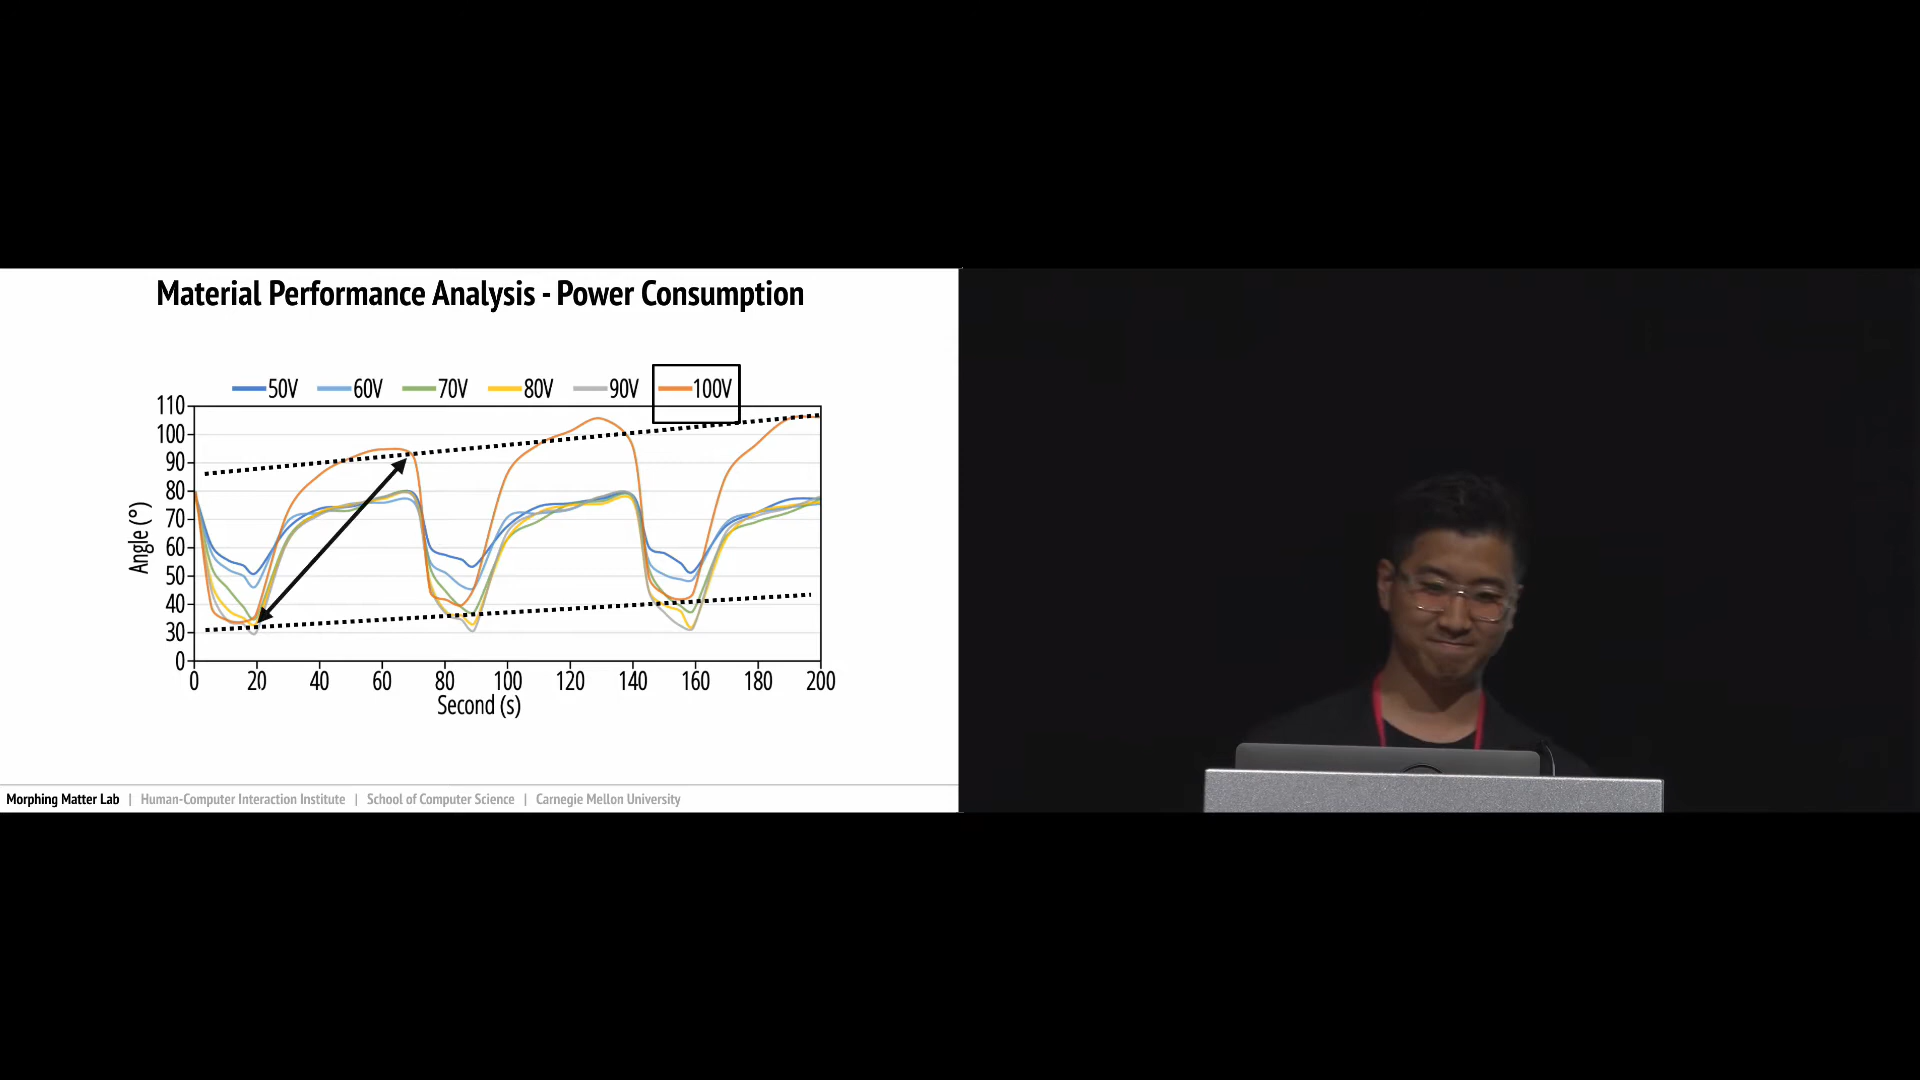 Material Performance Analysis - Power Consumption
50V 60V 70V 80V 90V 100V
110
100
90
80
70
60
50
40
30
0
Angle (°)
0 20 40 60 80 100 120 140 160 180 200
Second (s)
Morphing Matter Lab | Human-Computer Interaction Institute | School of Computer Science | Carnegie Mellon University